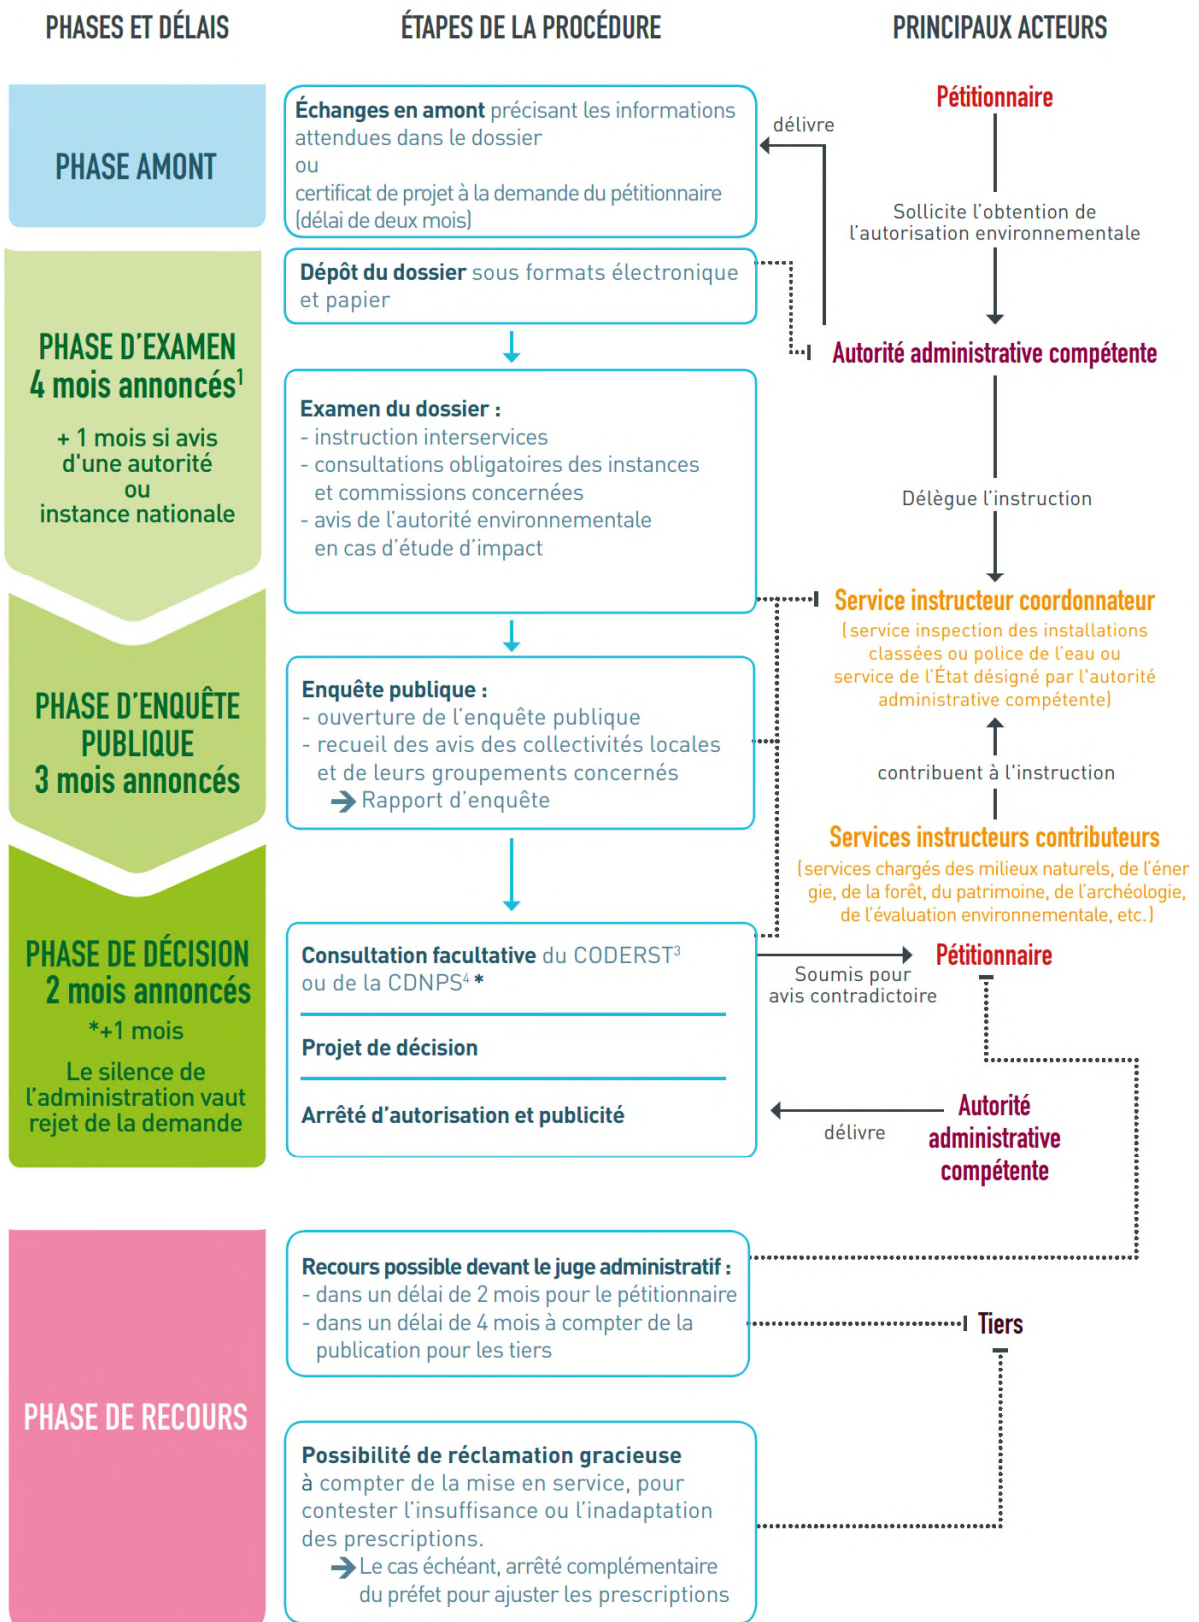 PHASES ET DÉLAIS
ÉTAPES DE LA PROCÉDURE
PRINCIPAUX ACTEURS
PHASE AMONT
Échanges en amont précisant les informations
attendues dans le dossier
ou
certificat de projet à la demande du pétitionnaire
(délai de deux mois)
délivre
Pétitionnaire
Sollicite l'obtention de
l'autorisation environnementale
PHASE D'EXAMEN
4 mois annoncés¹
+ 1 mois si avis
d'une autorité
ou
instance nationale
Dépôt du dossier sous formats électronique
et papier
Autorité administrative compétente
Examen du dossier :
- instruction interservices
- consultations obligatoires des instances
et commissions concernées
- avis de l'autorité environnementale
en cas d'étude d'impact
Délègue l'instruction
Service instructeur coordonnateur
(service inspection des installations
classées ou police de l'eau ou
service de l'État désigné par l'autorité
administrative compétente)
PHASE D'ENQUÊTE
PUBLIQUE
3 mois annoncés
Enquête publique :
- ouverture de l'enquête publique
- recueil des avis des collectivités locales
et de leurs groupements concernés
➔ Rapport d'enquête
contribuent à l'instruction
Services instructeurs contributeurs
(services chargés des milieux naturels, de l'éner
gie, de la forêt, du patrimoine, de l'archéologie,
de l'évaluation environnementale, etc.)
PHASE DE DÉCISION
2 mois annoncés
*+1 mois
Le silence de
l'administration vaut
rejet de la demande
Consultation facultative du CODERST³
ou de la CDNPS⁴ *
Projet de décision
Arrêté d'autorisation et publicité
Soumis pour
avis contradictoire
Pétitionnaire
délivre
Autorité
administrative
compétente
PHASE DE RECOURS
Recours possible devant le juge administratif :
- dans un délai de 2 mois pour le pétitionnaire
- dans un délai de 4 mois à compter de la
publication pour les tiers
Tiers
Possibilité de réclamation gracieuse
à compter de la mise en service, pour
contester l'insuffisance ou l'inadaptation
des prescriptions.
➔ Le cas échéant, arrêté complémentaire
du préfet pour ajuster les prescriptions